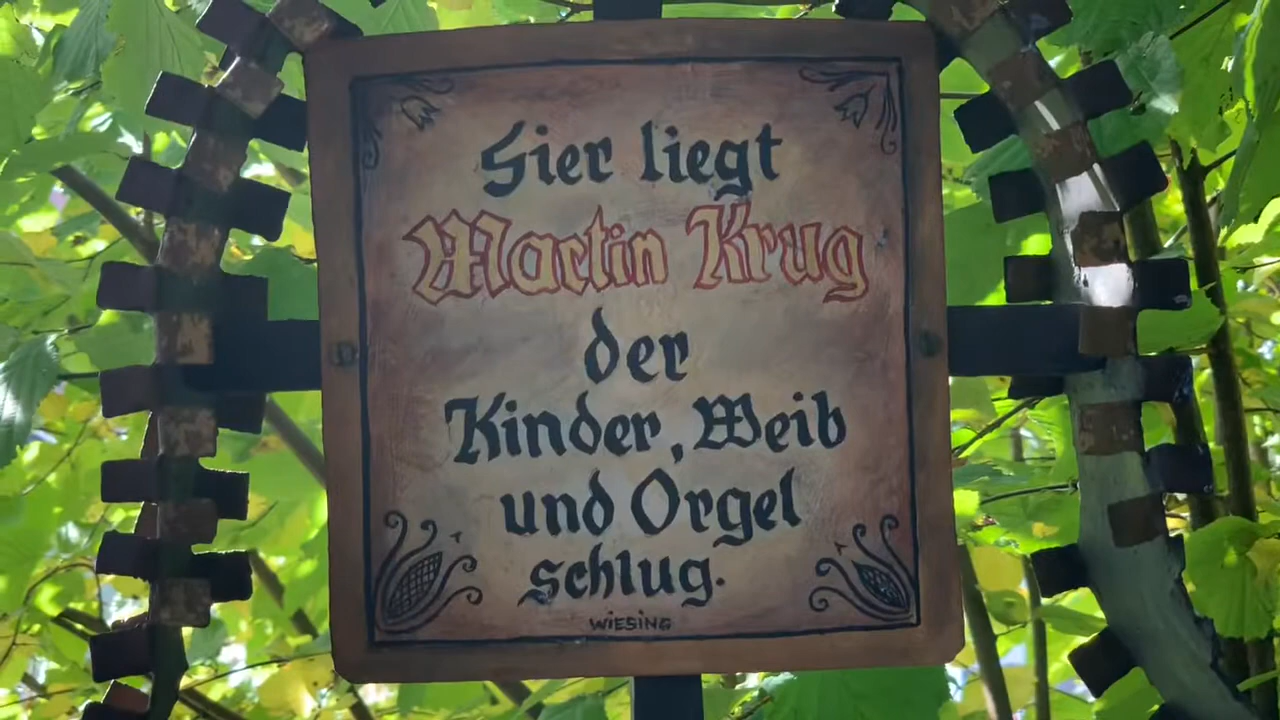 Hier liegt
Martin Krug
der
Kinder, Weib
und Orgel
schlug.
WIESING